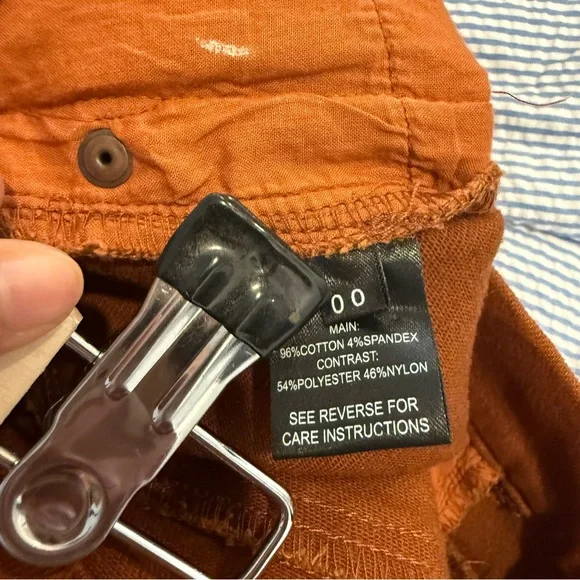 00
MAIN:
96%COTTON 4%SPANDEX
CONTRAST:
54%POLYESTER 46%NYLON
SEE REVERSE FOR
CARE INSTRUCTIONS